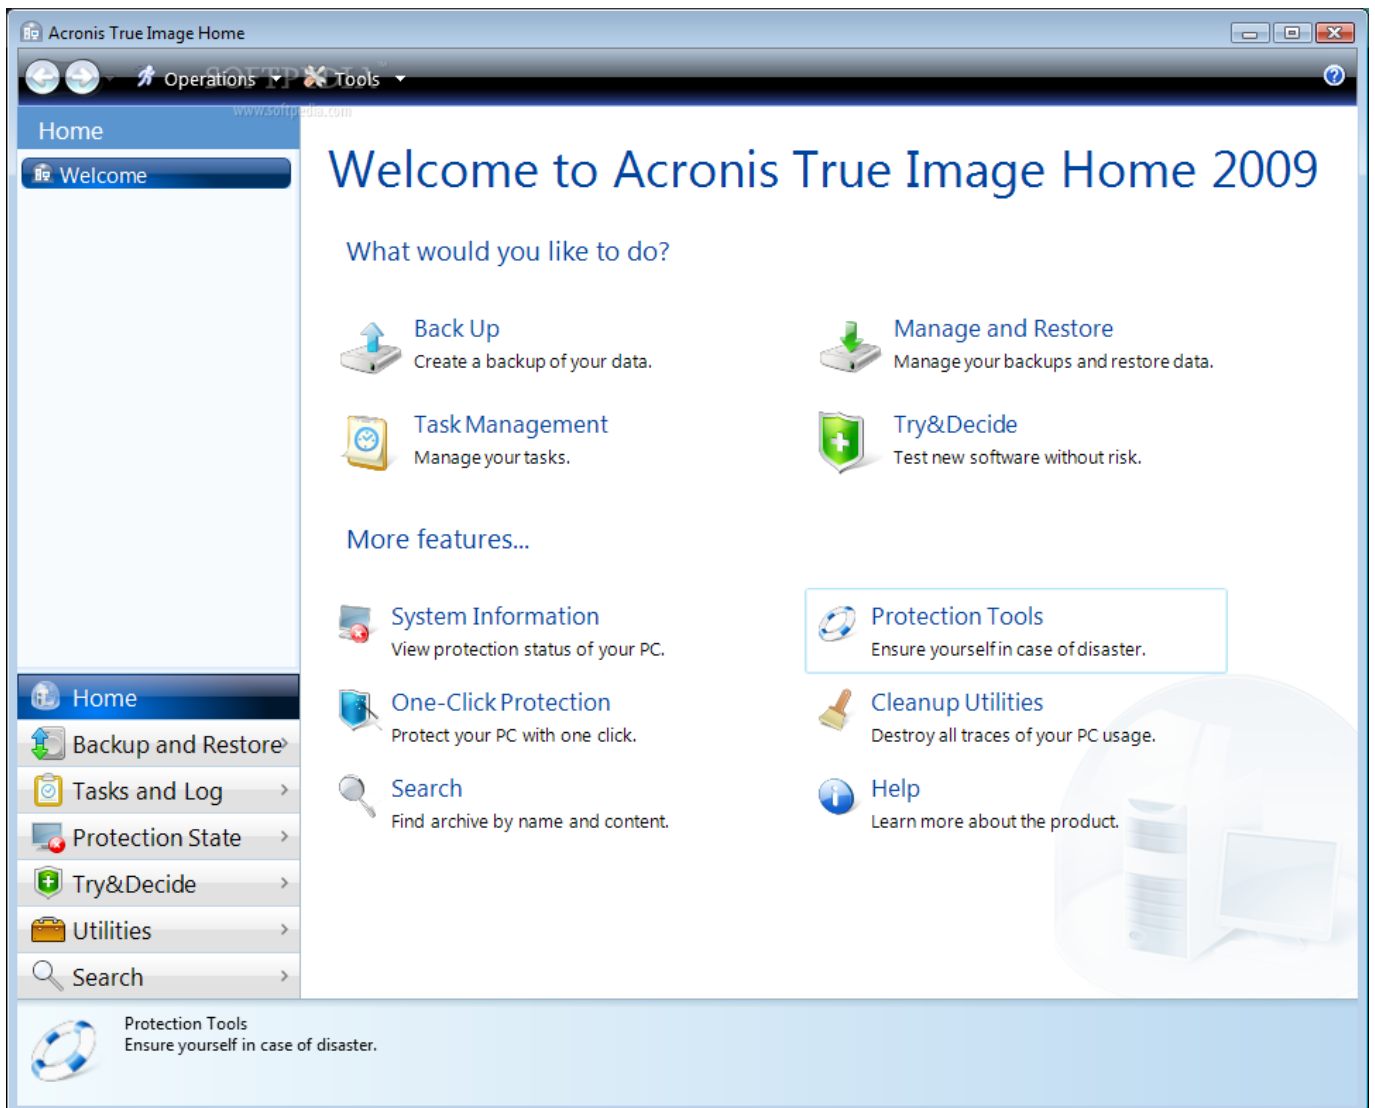 Acronis True Image Home
Operations
Tools
SOFTPEDIA
www.softpedia.com
Home
Welcome
Welcome to Acronis True Image Home 2009
What would you like to do?
Back Up
Create a backup of your data.
Manage and Restore
Manage your backups and restore data.
Task Management
Manage your tasks.
Try&Decide
Test new software without risk.
More features...
System Information
View protection status of your PC.
Protection Tools
Ensure yourself in case of disaster.
One-Click Protection
Protect your PC with one click.
Cleanup Utilities
Destroy all traces of your PC usage.
Search
Find archive by name and content.
Help
Learn more about the product.
Home
Backup and Restore
Tasks and Log
Protection State
Try&Decide
Utilities
Search
Protection Tools
Ensure yourself in case of disaster.